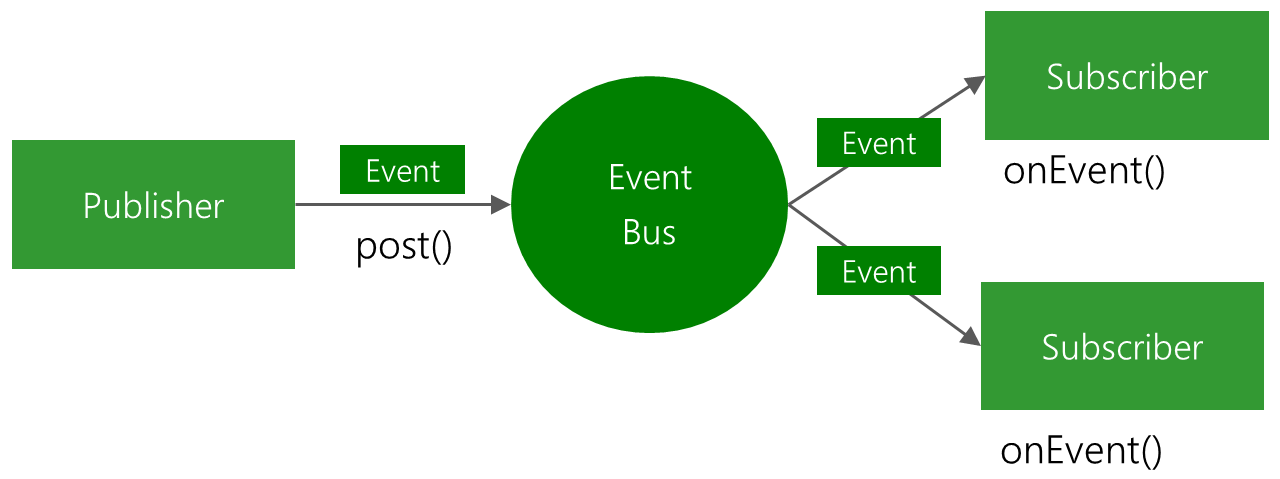 Publisher
Event
post()
Event
Bus
Event
Subscriber
onEvent()
Event
Subscriber
onEvent()